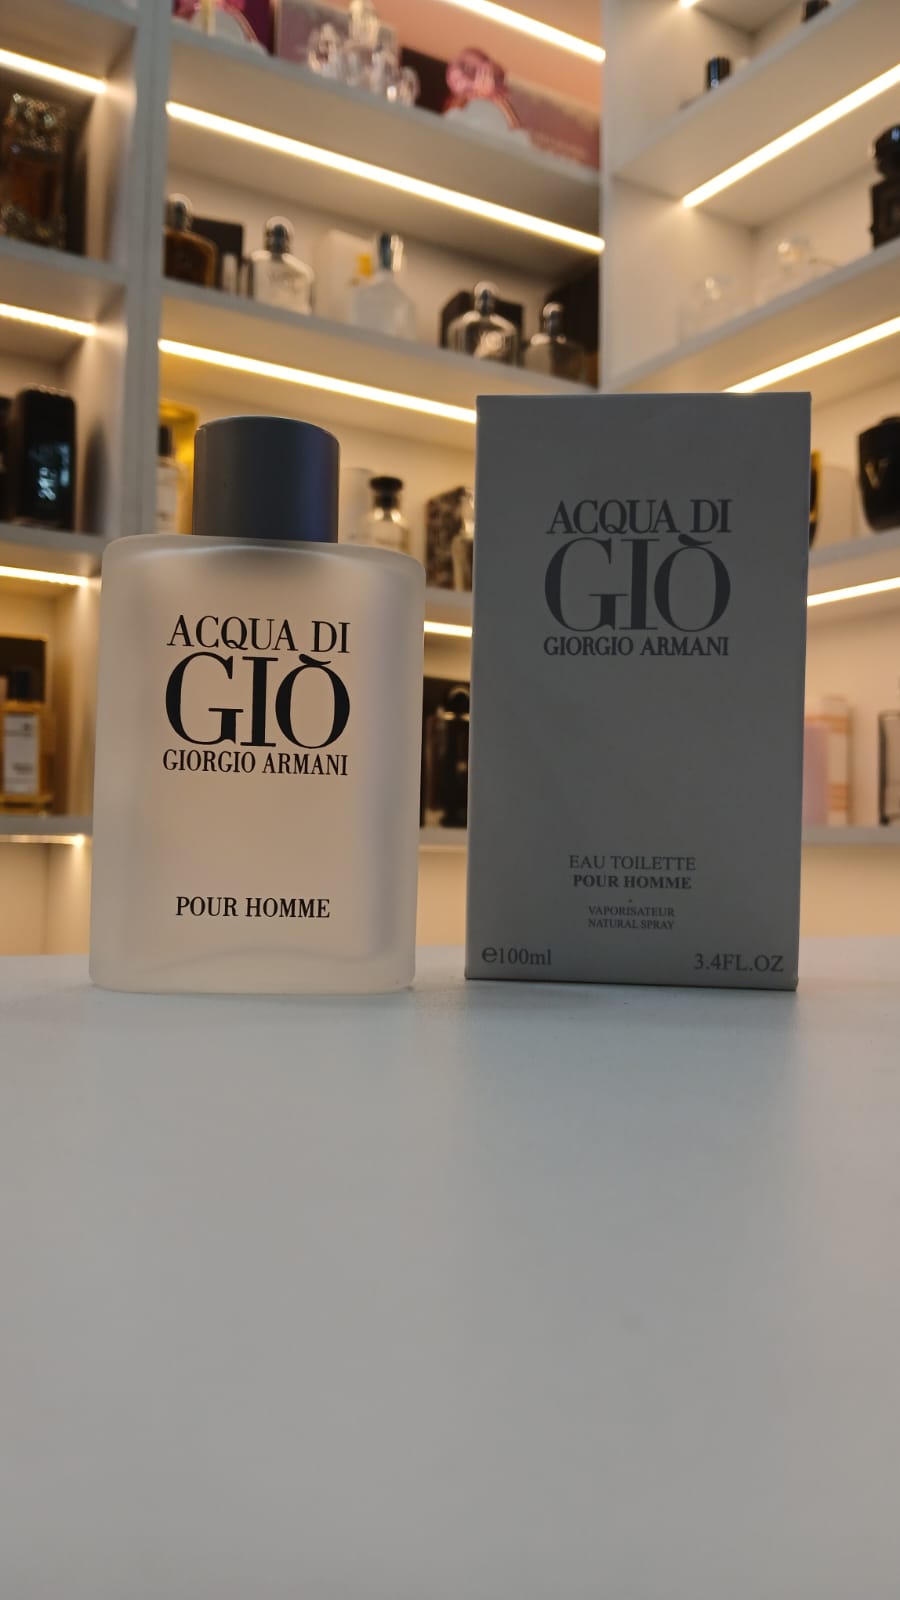 ACQUA DI
GIÒ
GIORGIO ARMANI
POUR HOMME
ACQUA DI
GIÒ
GIORGIO ARMANI
EAU TOILETTE
POUR HOMME
VAPORISATEUR
NATURAL SPRAY
℮100ml
3.4FL.OZ